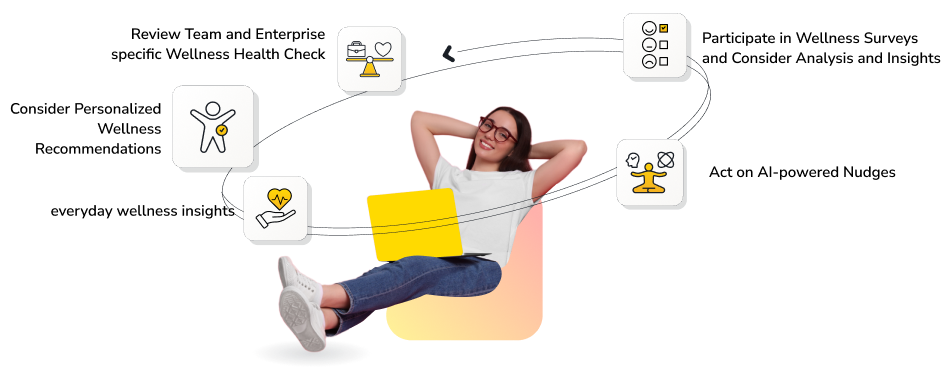 Review Team and Enterprise
specific Wellness Health Check
Participate in Wellness Surveys
and Consider Analysis and Insights
Consider Personalized
Wellness
Recommendations
Act on AI-powered Nudges
everyday wellness insights